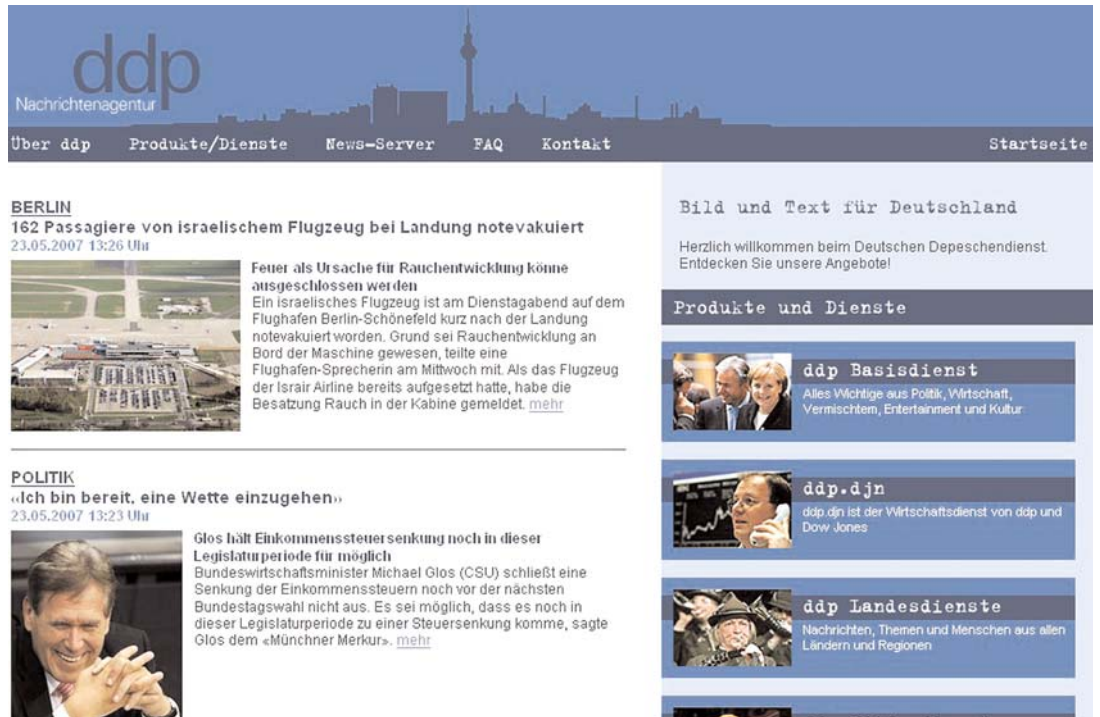 ddp
Nachrichtenagentur
Über ddp Produkte/Dienste News-Server FAQ Kontakt Startseite
BERLIN
162 Passagiere von israelischem Flugzeug bei Landung notevakuiert
23.05.2007 13:26 Uhr
Feuer als Ursache für Rauchentwicklung könne
ausgeschlossen werden
Ein israelisches Flugzeug ist am Dienstagabend auf dem
Flughafen Berlin-Schönefeld kurz nach der Landung
notevakuiert worden. Grund sei Rauchentwicklung an
Bord der Maschine gewesen, teilte eine
Flughafen-Sprecherin am Mittwoch mit. Als das Flugzeug
der Israir Airline bereits aufgesetzt hatte, habe die
Besatzung Rauch in der Kabine gemeldet. mehr
POLITIK
«Ich bin bereit, eine Wette einzugehen»
23.05.2007 13:23 Uhr
Glos hält Einkommenssteuersenkung noch in dieser
Legislaturperiode für möglich
Bundeswirtschaftsminister Michael Glos (CSU) schließt eine
Senkung der Einkommenssteuern noch vor der nächsten
Bundestagswahl nicht aus. Es sei möglich, dass es noch in
dieser Legislaturperiode zu einer Steuersenkung komme, sagte
Glos dem «Münchner Merkur». mehr
Bild und Text für Deutschland
Herzlich willkommen beim Deutschen Depeschendienst.
Entdecken Sie unsere Angebote!
Produkte und Dienste
ddp Basisdienst
Alles Wichtige aus Politik, Wirtschaft,
Vermischtem, Entertainment und Kultur
ddp.djn
ddp.djn ist der Wirtschaftsdienst von ddp und
Dow Jones
ddp Landesdienste
Nachrichten, Themen und Menschen aus allen
Ländern und Regionen